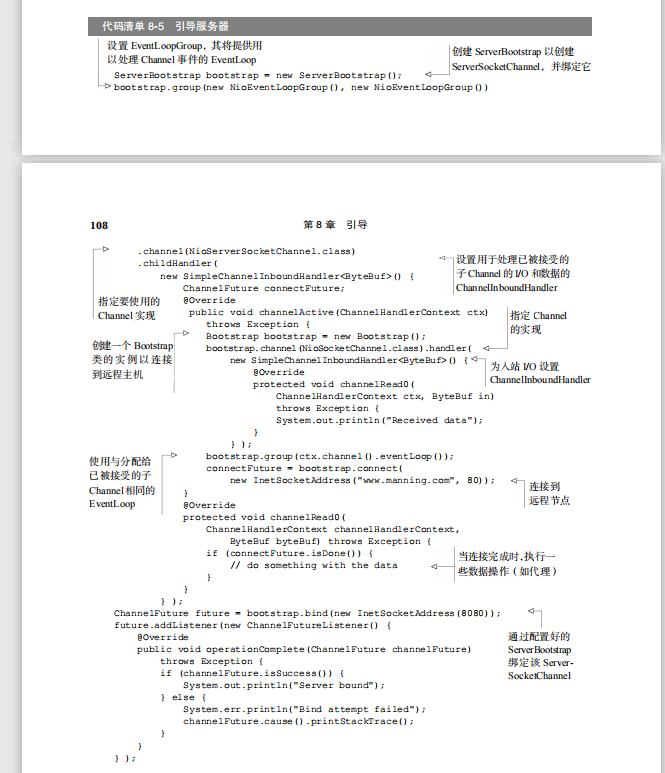 代码清单 8-5 引导服务器
设置 EventLoopGroup，其将提供用
以处理 Channel 事件的 EventLoop
创建 ServerBootstrap 以创建
ServerSocketChannel，并绑定它
ServerBootstrap bootstrap = new ServerBootstrap();
bootstrap.group(new NioEventLoopGroup(), new NioEventLoopGroup())
108
第 8 章 引导
.channel(NioServerSocketChannel.class)
.childHandler(
设置用于处理已被接受的
子 Channel 的 I/O 和数据的
ChannelInboundHandler
new SimpleChannelInboundHandler<ByteBuf>() {
ChannelFuture connectFuture;
指定要使用的
Channel 实现
@Override
public void channelActive(ChannelHandlerContext ctx)
throws Exception {
指定 Channel
的实现
创建一个 Bootstrap
类的实例以连接
到远程主机
Bootstrap bootstrap = new Bootstrap();
bootstrap.channel(NioSocketChannel.class).handler(
new SimpleChannelInboundHandler<ByteBuf>() {
为入站 I/O 设置
ChannelInboundHandler
@Override
protected void channelRead0(
ChannelHandlerContext ctx, ByteBuf in)
throws Exception {
System.out.println("Received data");
}
} );
使用与分配给
已被接受的子
Channel 相同的
EventLoop
bootstrap.group(ctx.channel().eventLoop());
connectFuture = bootstrap.connect(
new InetSocketAddress("www.manning.com", 80));
连接到
远程节点
}
@Override
protected void channelRead0(
ChannelHandlerContext channelHandlerContext,
ByteBuf byteBuf) throws Exception {
if (connectFuture.isDone()) {
// do something with the data
当连接完成时，执行一
些数据操作（如代理）
}
}
} );
ChannelFuture future = bootstrap.bind(new InetSocketAddress(8080));
future.addListener(new ChannelFutureListener() {
通过配置好的
ServerBootstrap
绑定该 Server-
SocketChannel
@Override
public void operationComplete(ChannelFuture channelFuture)
throws Exception {
if (channelFuture.isSuccess()) {
System.out.println("Server bound");
} else {
System.err.println("Bind attempt failed");
channelFuture.cause().printStackTrace();
}
}
} );